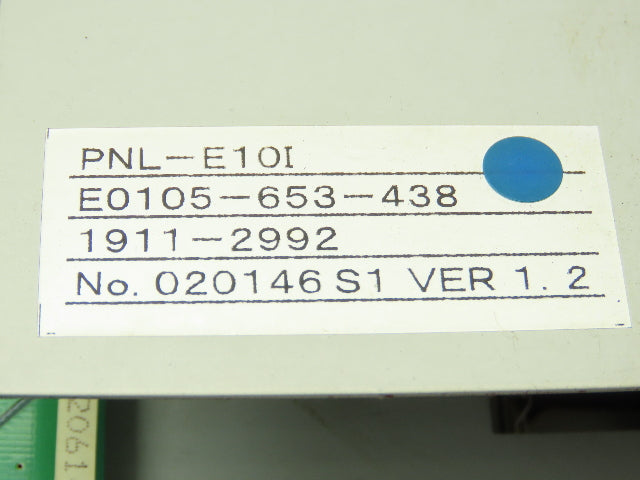 PNL-E10I
E0105-653-438
1911-2992
No. 020146 S1 VER 1. 2